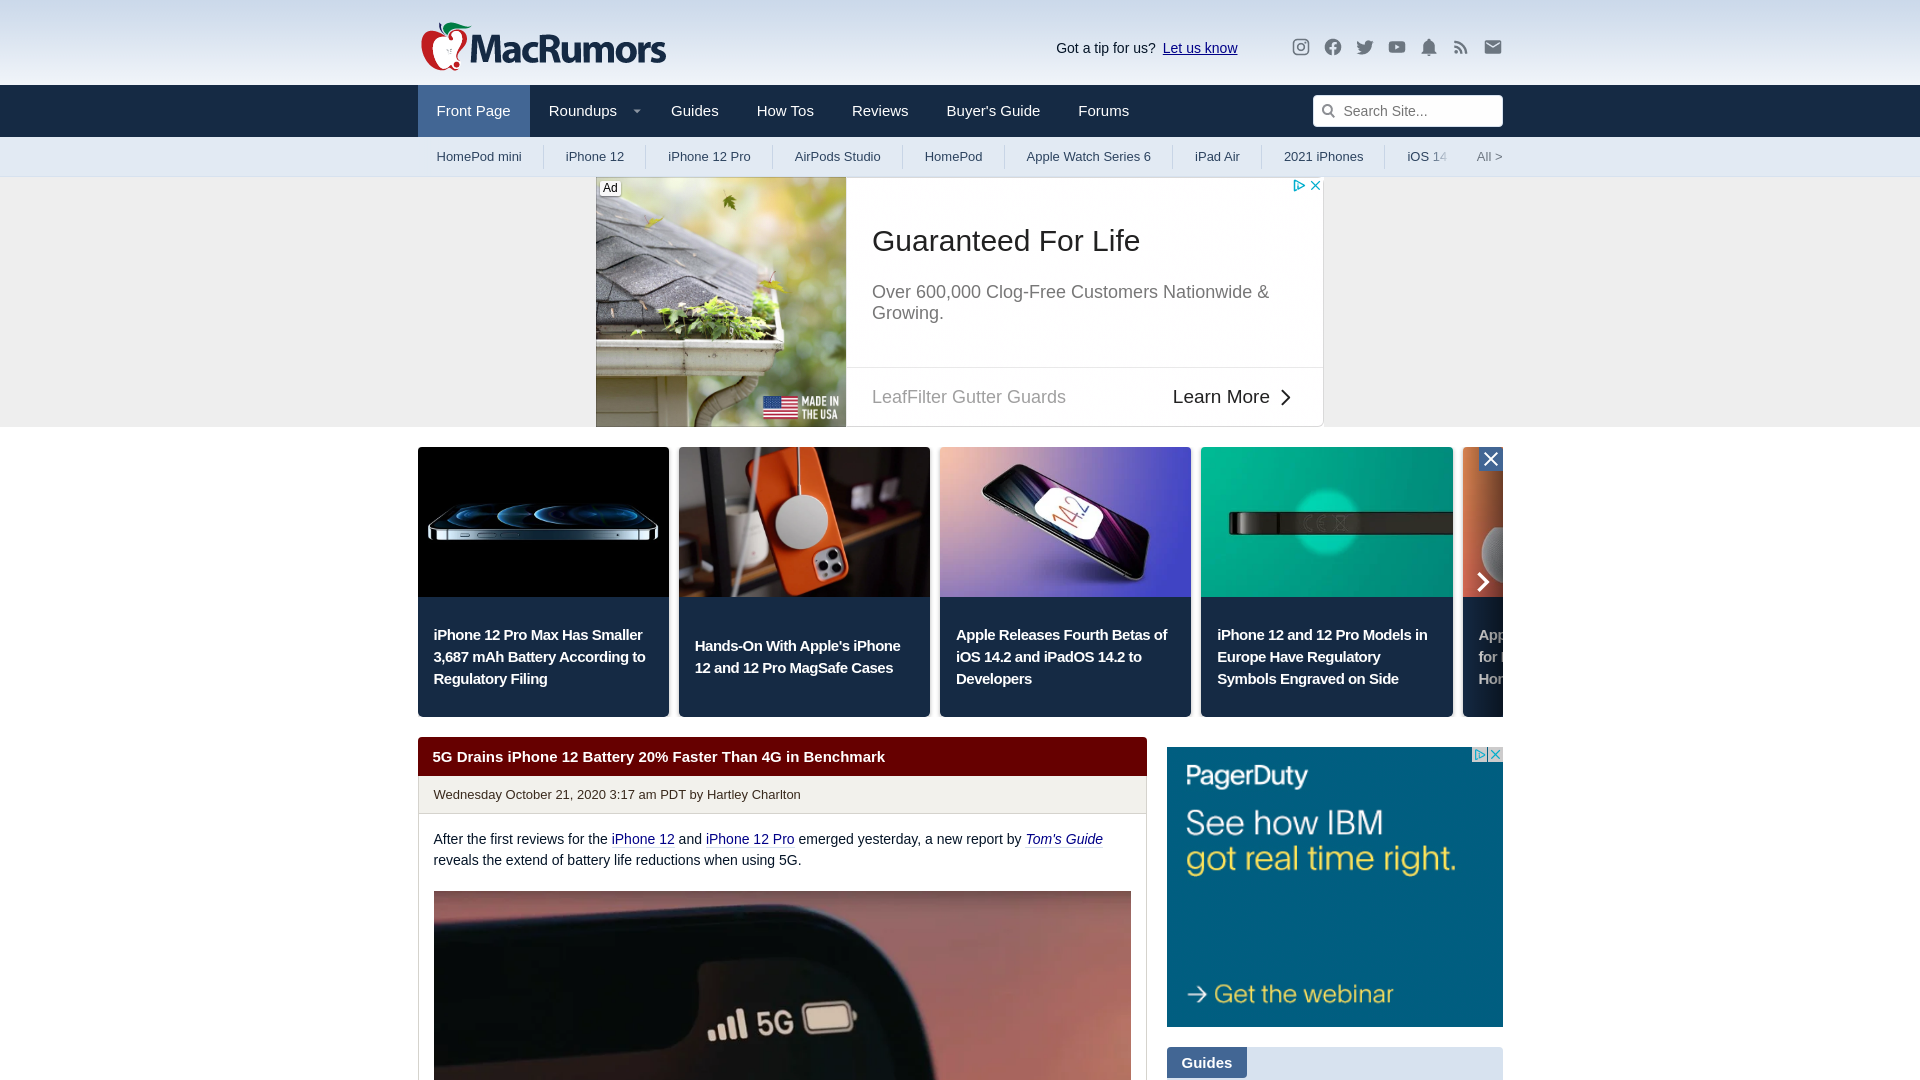 MacRumors
Got a tip for us? Let us know
Front Page
Roundups
Guides
How Tos
Reviews
Buyer's Guide
Forums
Search Site...
HomePod mini
iPhone 12
iPhone 12 Pro
AirPods Studio
HomePod
Apple Watch Series 6
iPad Air
2021 iPhones
iOS 14
All >
Ad
MADE IN
THE USA
Guaranteed For Life
Over 600,000 Clog-Free Customers Nationwide &
Growing.
LeafFilter Gutter Guards
Learn More
14.2
iPhone 12 Pro Max Has Smaller
3,687 mAh Battery According to
Regulatory Filing
Hands-On With Apple's iPhone
12 and 12 Pro MagSafe Cases
Apple Releases Fourth Betas of
iOS 14.2 and iPadOS 14.2 to
Developers
iPhone 12 and 12 Pro Models in
Europe Have Regulatory
Symbols Engraved on Side
App
for
Hor
5G Drains iPhone 12 Battery 20% Faster Than 4G in Benchmark
Wednesday October 21, 2020 3:17 am PDT by Hartley Charlton
After the first reviews for the iPhone 12 and iPhone 12 Pro emerged yesterday, a new report by Tom's Guide
reveals the extend of battery life reductions when using 5G.
5G
PagerDuty
See how IBM
got real time right.
→ Get the webinar
Guides